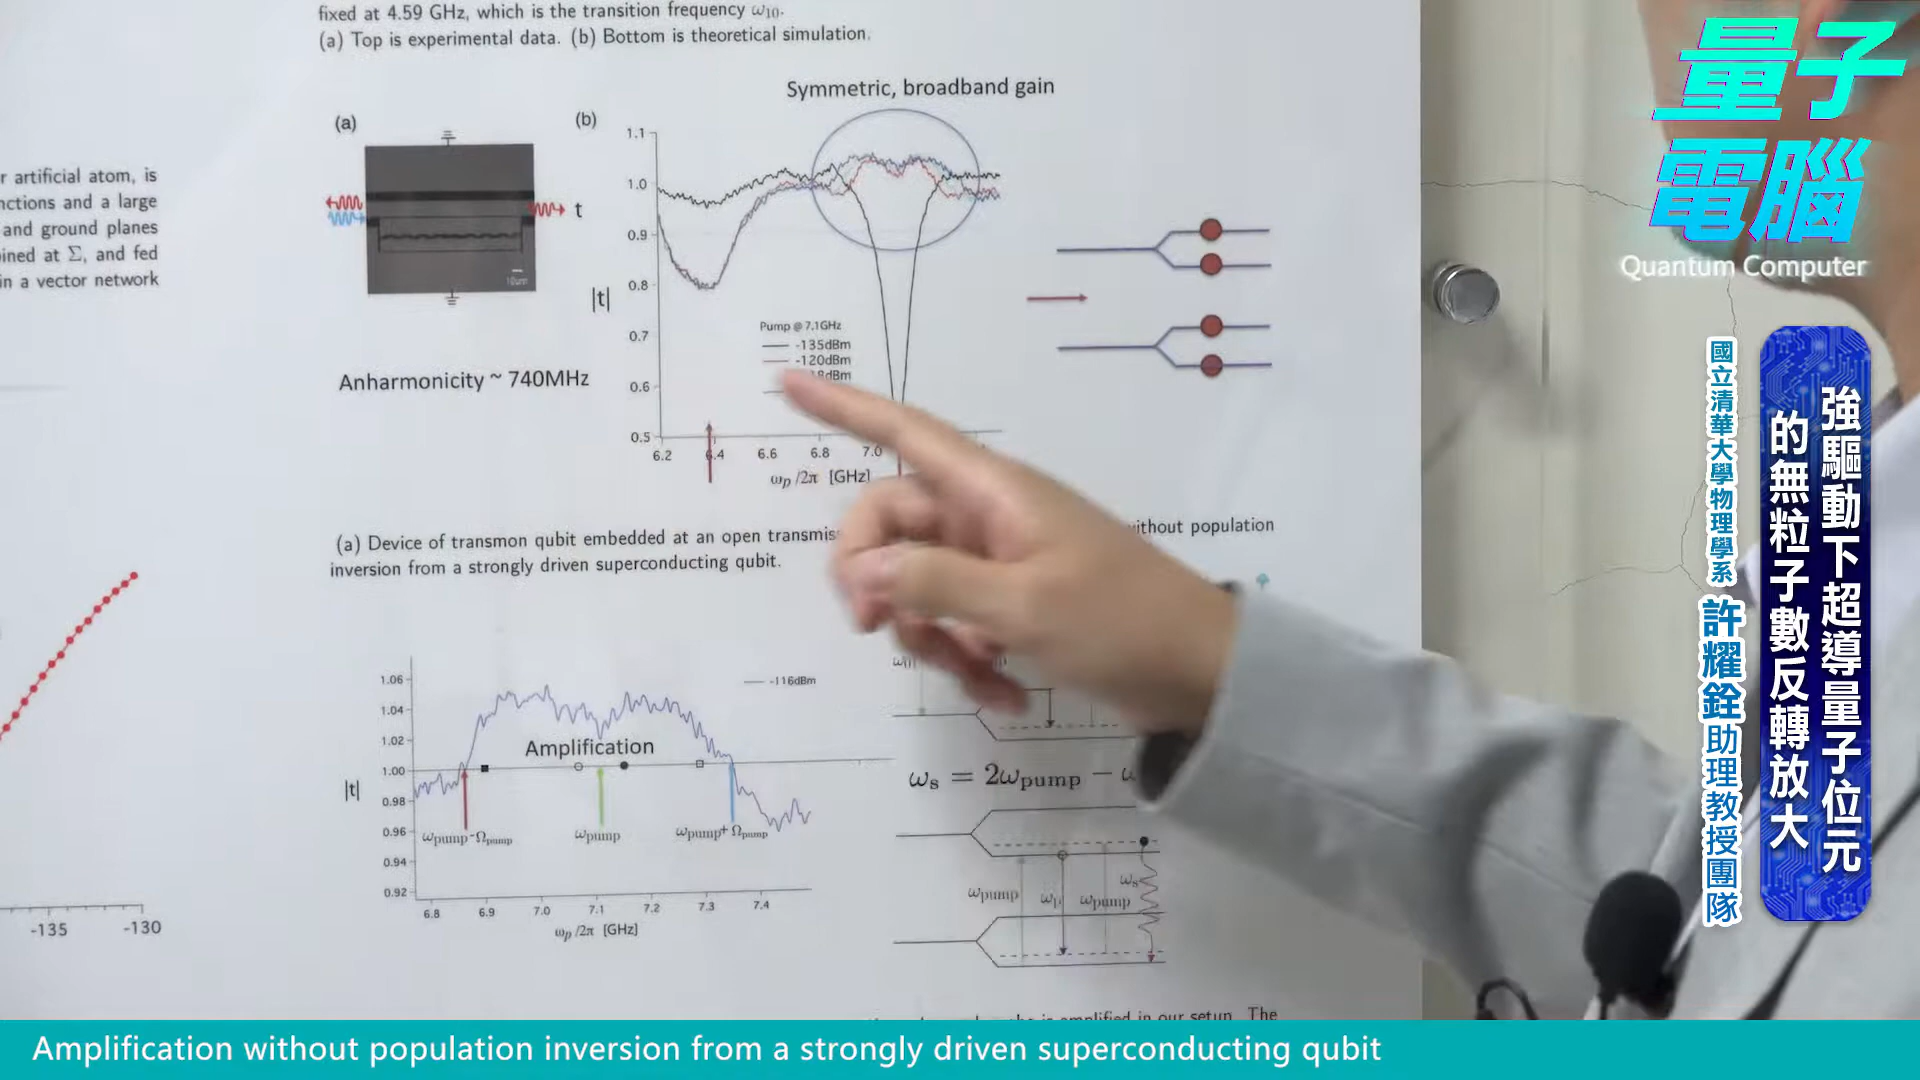 fixed at 4.59 GHz, which is the transition frequency ω10.
(a) Top is experimental data. (b) Bottom is theoretical simulation.
artificial atom, is
and a large
and ground planes
at Σ, and fed
in a vector network
-135
-130
Symmetric, broadband gain
(a)
t
10um
Anharmonicity ~ 740MHz
(b)
1.1
1.0
0.9
0.8
|t|
0.7
0.6
0.5
Pump @ 7.1GHz
-135dBm
-120dBm
6.2 6.6 6.8 7.0
ωp /2π [GHz]
(a) Device of transmon qubit embedded at an open
without population
inversion from a strongly driven superconducting qubit.
1.06
1.04
1.02
1.00
|t|
0.98
0.96
0.94
0.92
-116dBm
Amplification
ωpump-Ωpump
ωpump
ωpump+Ωpump
6.8 6.9 7.0 7.1 7.2 7.3 7.4
ωp /2π [GHz]
ωs = 2ωpump −
ωpump
ωpump
ωs
is amplified in our setup. The
量子
電腦
Quantum Computer
強驅動下超導量子位元
的無粒子數反轉放大
國立清華大學物理學系 許耀銓助理教授團隊
Amplification without population inversion from a strongly driven superconducting qubit